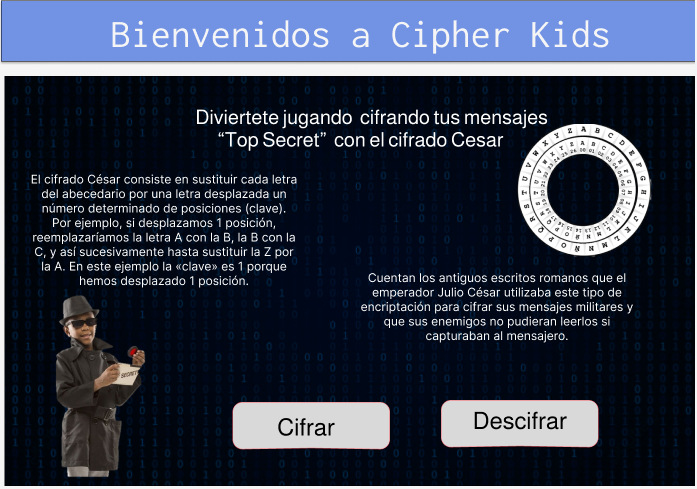 Bienvenidos a Cipher Kids
Diviertete jugando cifrando tus mensajes
“Top Secret” con el cifrado Cesar
El cifrado César consiste en sustituir cada letra
del abecedario por una letra desplazada un
número determinado de posiciones (clave).
Por ejemplo, si desplazamos 1 posición,
reemplazaríamos la letra A con la B, la B con la
C, y así sucesivamente hasta sustituir la Z por
la A. En este ejemplo la «clave» es 1 porque
hemos desplazado 1 posición.
Cuentan los antiguos escritos romanos que el
emperador Julio César utilizaba este tipo de
encriptación para cifrar sus mensajes militares y
que sus enemigos no pudieran leerlos si
capturaban al mensajero.
SECRET
Cifrar
Descifrar